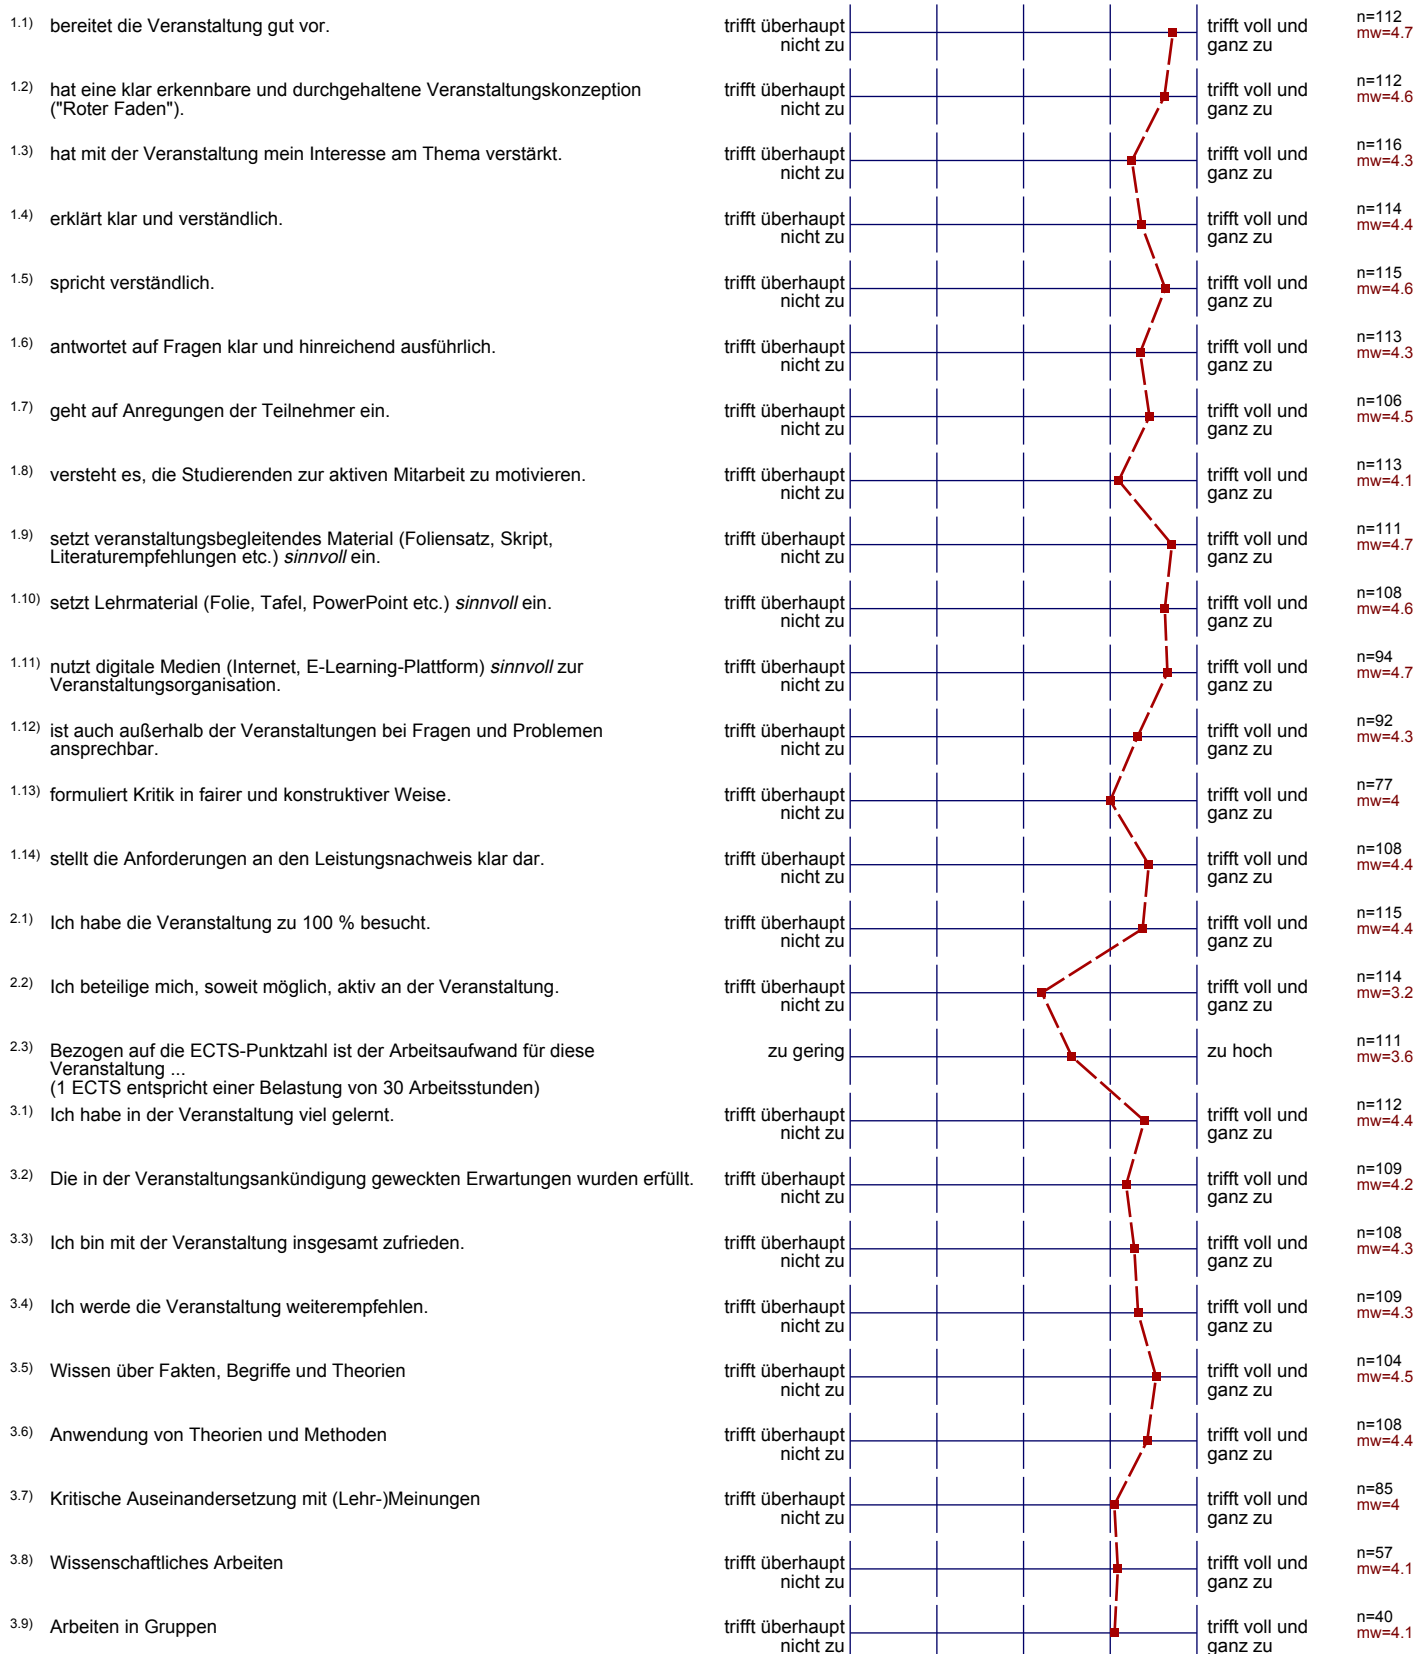 1.1) bereitet die Veranstaltung gut vor. trifft überhaupt trifft voll und n=112
nicht zu ganz zu mw=4.7
1.2) hat eine klar erkennbare und durchgehaltene Veranstaltungskonzeption trifft überhaupt trifft voll und n=112
("Roter Faden"). nicht zu ganz zu mw=4.6
1.3) hat mit der Veranstaltung mein Interesse am Thema verstärkt. trifft überhaupt trifft voll und n=116
nicht zu ganz zu mw=4.3
1.4) erklärt klar und verständlich. trifft überhaupt trifft voll und n=114
nicht zu ganz zu mw=4.4
1.5) spricht verständlich. trifft überhaupt trifft voll und n=115
nicht zu ganz zu mw=4.6
1.6) antwortet auf Fragen klar und hinreichend ausführlich. trifft überhaupt trifft voll und n=113
nicht zu ganz zu mw=4.3
1.7) geht auf Anregungen der Teilnehmer ein. trifft überhaupt trifft voll und n=106
nicht zu ganz zu mw=4.5
1.8) versteht es, die Studierenden zur aktiven Mitarbeit zu motivieren. trifft überhaupt trifft voll und n=113
nicht zu ganz zu mw=4.1
1.9) setzt veranstaltungsbegleitendes Material (Foliensatz, Skript, trifft überhaupt trifft voll und n=111
Literaturempfehlungen etc.) sinnvoll ein. nicht zu ganz zu mw=4.7
1.10) setzt Lehrmaterial (Folie, Tafel, PowerPoint etc.) sinnvoll ein. trifft überhaupt trifft voll und n=108
nicht zu ganz zu mw=4.6
1.11) nutzt digitale Medien (Internet, E-Learning-Plattform) sinnvoll zur trifft überhaupt trifft voll und n=94
Veranstaltungsorganisation. nicht zu ganz zu mw=4.7
1.12) ist auch außerhalb der Veranstaltungen bei Fragen und Problemen trifft überhaupt trifft voll und n=92
ansprechbar. nicht zu ganz zu mw=4.3
1.13) formuliert Kritik in fairer und konstruktiver Weise. trifft überhaupt trifft voll und n=77
nicht zu ganz zu mw=4
1.14) stellt die Anforderungen an den Leistungsnachweis klar dar. trifft überhaupt trifft voll und n=108
nicht zu ganz zu mw=4.4
2.1) Ich habe die Veranstaltung zu 100 % besucht. trifft überhaupt trifft voll und n=115
nicht zu ganz zu mw=4.4
2.2) Ich beteilige mich, soweit möglich, aktiv an der Veranstaltung. trifft überhaupt trifft voll und n=114
nicht zu ganz zu mw=3.2
2.3) Bezogen auf die ECTS-Punktzahl ist der Arbeitsaufwand für diese zu gering zu hoch n=111
Veranstaltung ... mw=3.6
(1 ECTS entspricht einer Belastung von 30 Arbeitsstunden)
3.1) Ich habe in der Veranstaltung viel gelernt. trifft überhaupt trifft voll und n=112
nicht zu ganz zu mw=4.4
3.2) Die in der Veranstaltungsankündigung geweckten Erwartungen wurden erfüllt. trifft überhaupt trifft voll und n=109
nicht zu ganz zu mw=4.2
3.3) Ich bin mit der Veranstaltung insgesamt zufrieden. trifft überhaupt trifft voll und n=108
nicht zu ganz zu mw=4.3
3.4) Ich werde die Veranstaltung weiterempfehlen. trifft überhaupt trifft voll und n=109
nicht zu ganz zu mw=4.3
3.5) Wissen über Fakten, Begriffe und Theorien trifft überhaupt trifft voll und n=104
nicht zu ganz zu mw=4.5
3.6) Anwendung von Theorien und Methoden trifft überhaupt trifft voll und n=108
nicht zu ganz zu mw=4.4
3.7) Kritische Auseinandersetzung mit (Lehr-)Meinungen trifft überhaupt trifft voll und n=85
nicht zu ganz zu mw=4
3.8) Wissenschaftliches Arbeiten trifft überhaupt trifft voll und n=57
nicht zu ganz zu mw=4.1
3.9) Arbeiten in Gruppen trifft überhaupt trifft voll und n=40
nicht zu ganz zu mw=4.1